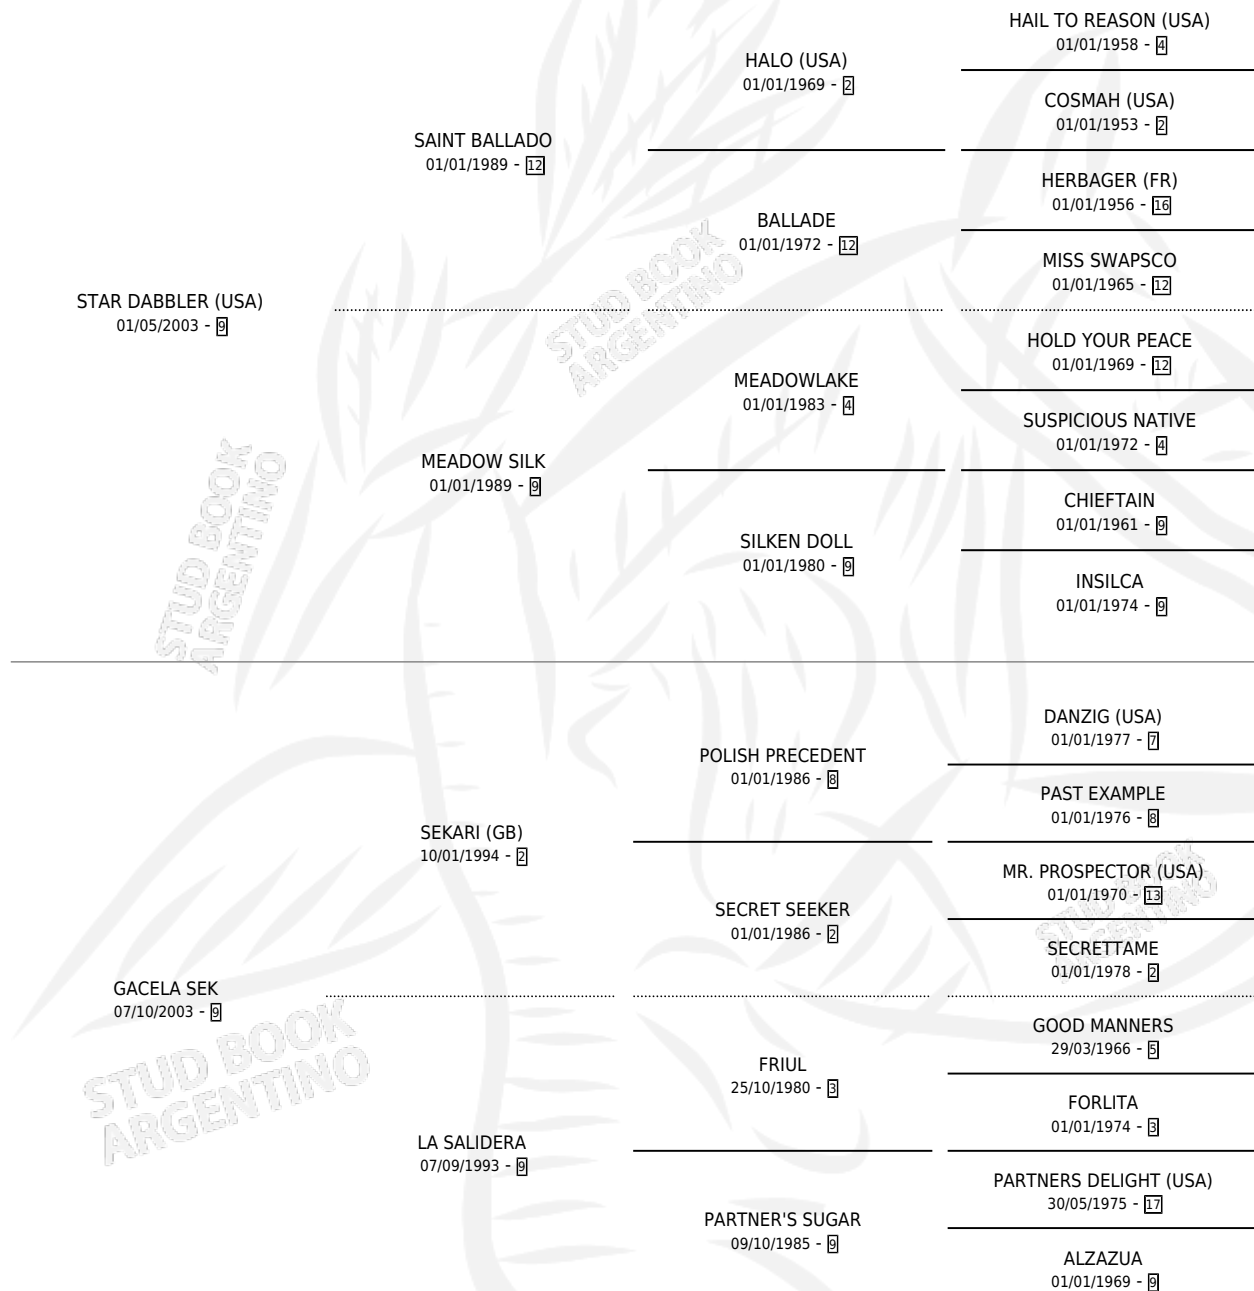 HAIL TO REASON (USA)
01/01/1958 - 4
HALO (USA)
01/01/1969 - 2
COSMAH (USA)
01/01/1953 - 2
SAINT BALLADO
01/01/1989 - 12
HERBAGER (FR)
01/01/1956 - 16
BALLADE
01/01/1972 - 12
MISS SWAPSCO
01/01/1965 - 12
STAR DABBLER (USA)
01/05/2003 - 9
HOLD YOUR PEACE
01/01/1969 - 12
MEADOWLAKE
01/01/1983 - 4
SUSPICIOUS NATIVE
01/01/1972 - 4
MEADOW SILK
01/01/1989 - 9
CHIEFTAIN
01/01/1961 - 9
SILKEN DOLL
01/01/1980 - 9
INSILCA
01/01/1974 - 9
STUD BOOK
ARGENTINO
STUD BOOK
ARGENTINO
DANZIG (USA)
01/01/1977 - 7
POLISH PRECEDENT
01/01/1986 - 8
PAST EXAMPLE
01/01/1976 - 8
SEKARI (GB)
10/01/1994 - 2
MR. PROSPECTOR (USA)
01/01/1970 - 13
SECRET SEEKER
01/01/1986 - 2
SECRETTAME
01/01/1978 - 2
STUD BOOK
ARGENTINO
GACELA SEK
07/10/2003 - 9
GOOD MANNERS
29/03/1966 - 5
FRIUL
25/10/1980 - 3
FORLITA
01/01/1974 - 3
LA SALIDERA
07/09/1993 - 9
PARTNERS DELIGHT (USA)
30/05/1975 - 17
PARTNER'S SUGAR
09/10/1985 - 9
ALZAZUA
01/01/1969 - 9
STUD BOOK
ARGENTINO